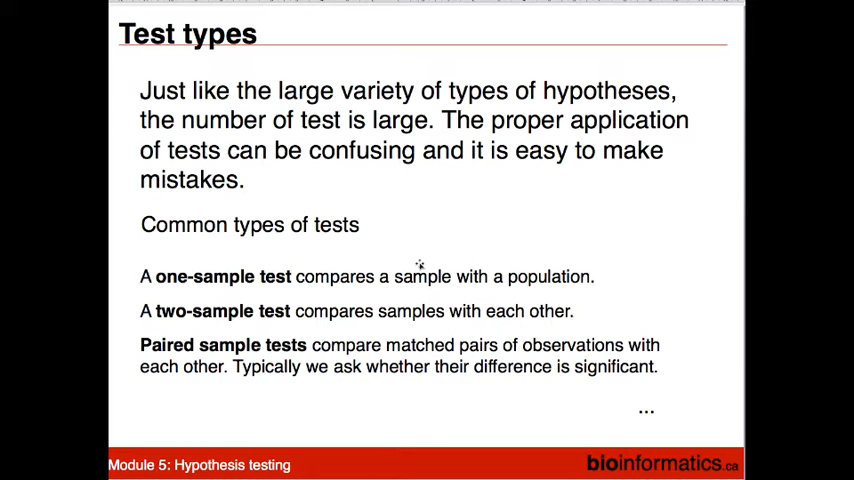 Test types
Just like the large variety of types of hypotheses,
the number of test is large. The proper application
of tests can be confusing and it is easy to make
mistakes.
Common types of tests
A one-sample test compares a sample with a population.
A two-sample test compares samples with each other.
Paired sample tests compare matched pairs of observations with
each other. Typically we ask whether their difference is significant.
...
Module 5: Hypothesis testing
bioinformatics.ca